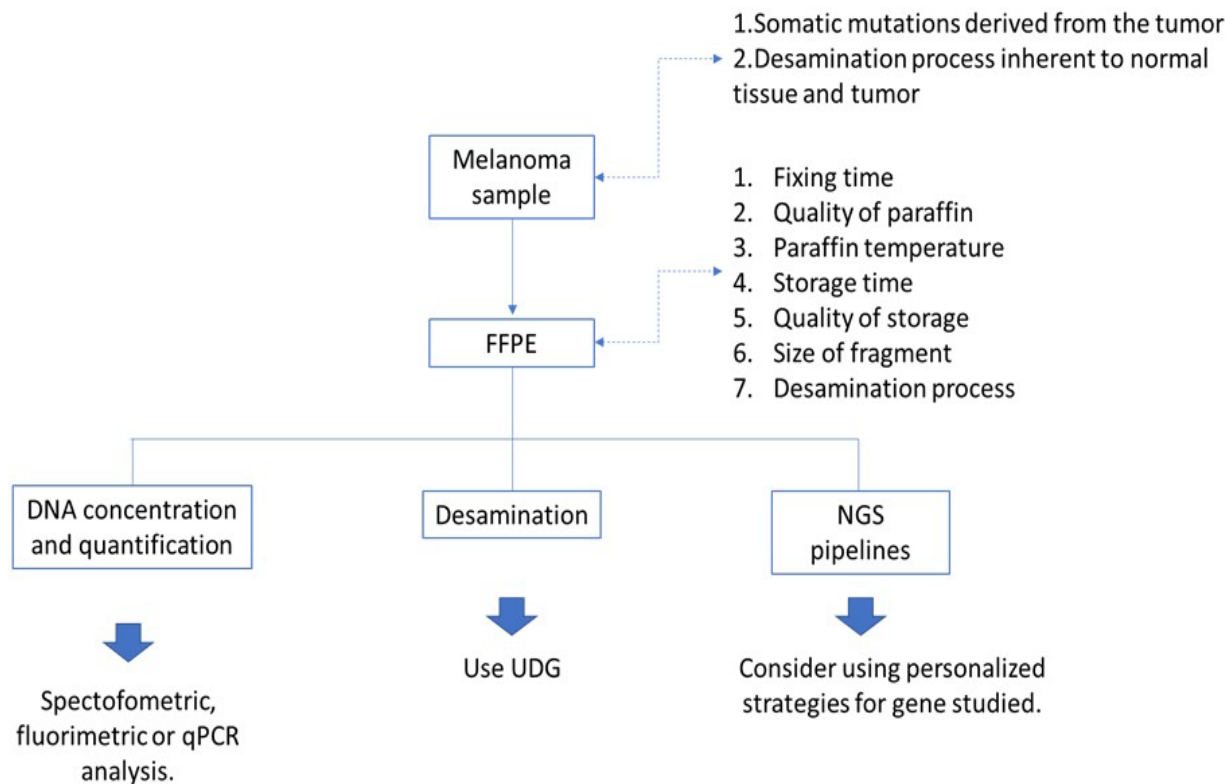 1.Somatic mutations derived from the tumor
2.Desamination process inherent to normal
tissue and tumor
Melanoma
sample
1. Fixing time
2. Quality of paraffin
3. Paraffin temperature
4. Storage time
5. Quality of storage
6. Size of fragment
7. Desamination process
FFPE
DNA concentration
and quantification
Desamination
NGS
pipelines
Spectofometric,
fluorimetric or qPCR
analysis.
Use UDG
Consider using personalized
strategies for gene studied.